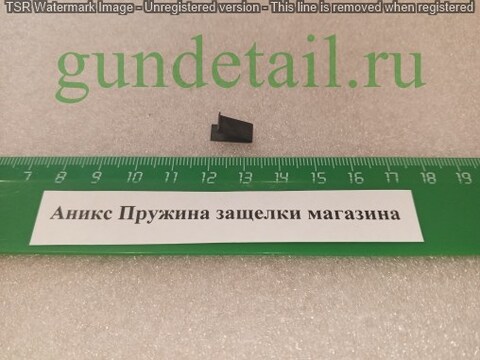 TSR Watermark Image - Unregistered version - This line is removed when registered
gundetail.ru
7 8 9 10 11 12 13 14 15 16 17 18 19
Аникс Пружина защелки магазина